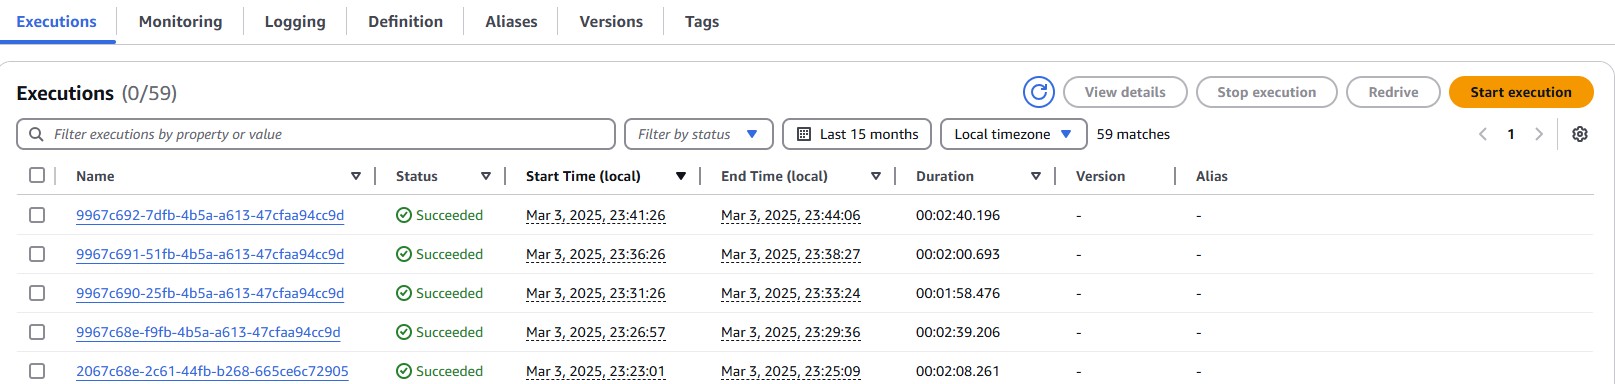 Executions Monitoring Logging Definition Aliases Versions Tags
Executions (0/59) View details Stop execution Redrive Start execution
Filter executions by property or value Filter by status Last 15 months Local timezone 59 matches 1
Name Status Start Time (local) End Time (local) Duration Version Alias
9967c692-7dfb-4b5a-a613-47cfaa94cc9d Succeeded Mar 3, 2025, 23:41:26 Mar 3, 2025, 23:44:06 00:02:40.196 - -
9967c691-51fb-4b5a-a613-47cfaa94cc9d Succeeded Mar 3, 2025, 23:36:26 Mar 3, 2025, 23:38:27 00:02:00.693 - -
9967c690-25fb-4b5a-a613-47cfaa94cc9d Succeeded Mar 3, 2025, 23:31:26 Mar 3, 2025, 23:33:24 00:01:58.476 - -
9967c68e-f9fb-4b5a-a613-47cfaa94cc9d Succeeded Mar 3, 2025, 23:26:57 Mar 3, 2025, 23:29:36 00:02:39.206 - -
2067c68e-2c61-44fb-b268-665ce6c72905 Succeeded Mar 3, 2025, 23:23:01 Mar 3, 2025, 23:25:09 00:02:08.261 - -